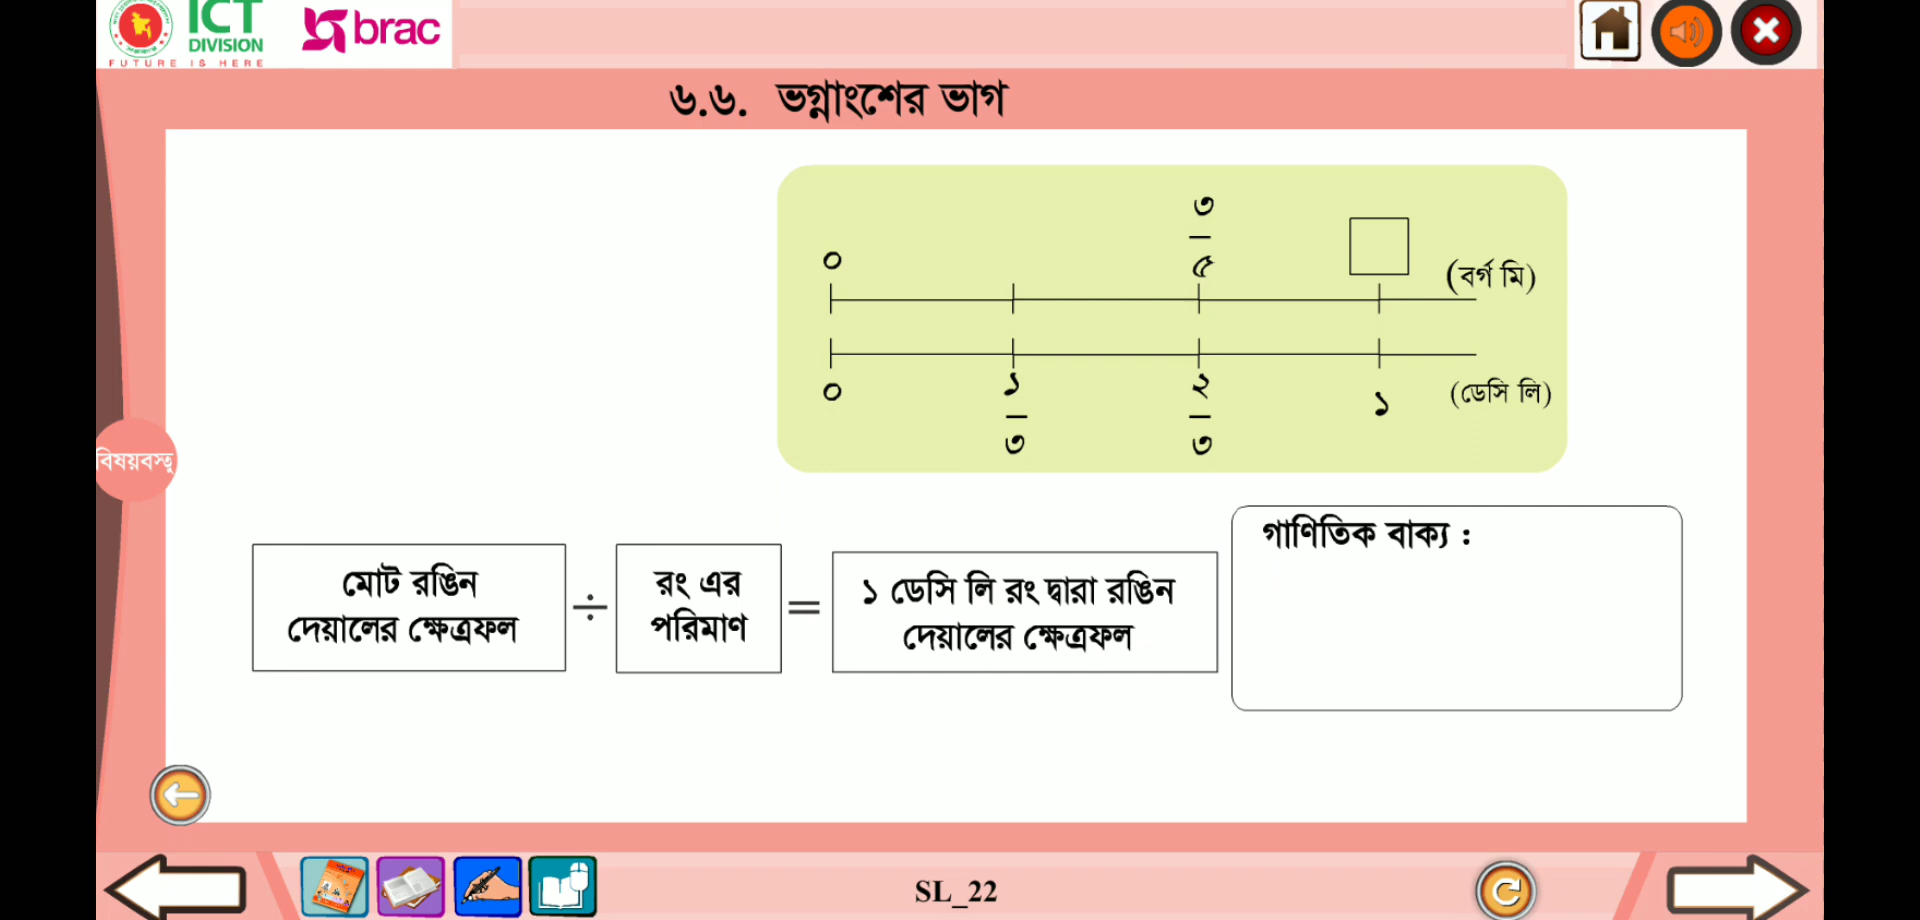 ICT
DIVISION
FUTURE IS HERE
brac
৬.৬. ভগ্নাংশের ভাগ
৩
৫
০
(বর্গ মি)
০
১
৩
২
৩
১
(ডেসি লি)
বিষয়বস্তু
মোট রঙিন
দেয়ালের ক্ষেত্রফল
÷
রং এর
পরিমাণ
=
১ ডেসি লি রং দ্বারা রঙিন
দেয়ালের ক্ষেত্রফল
গাণিতিক বাক্য :
SL_22